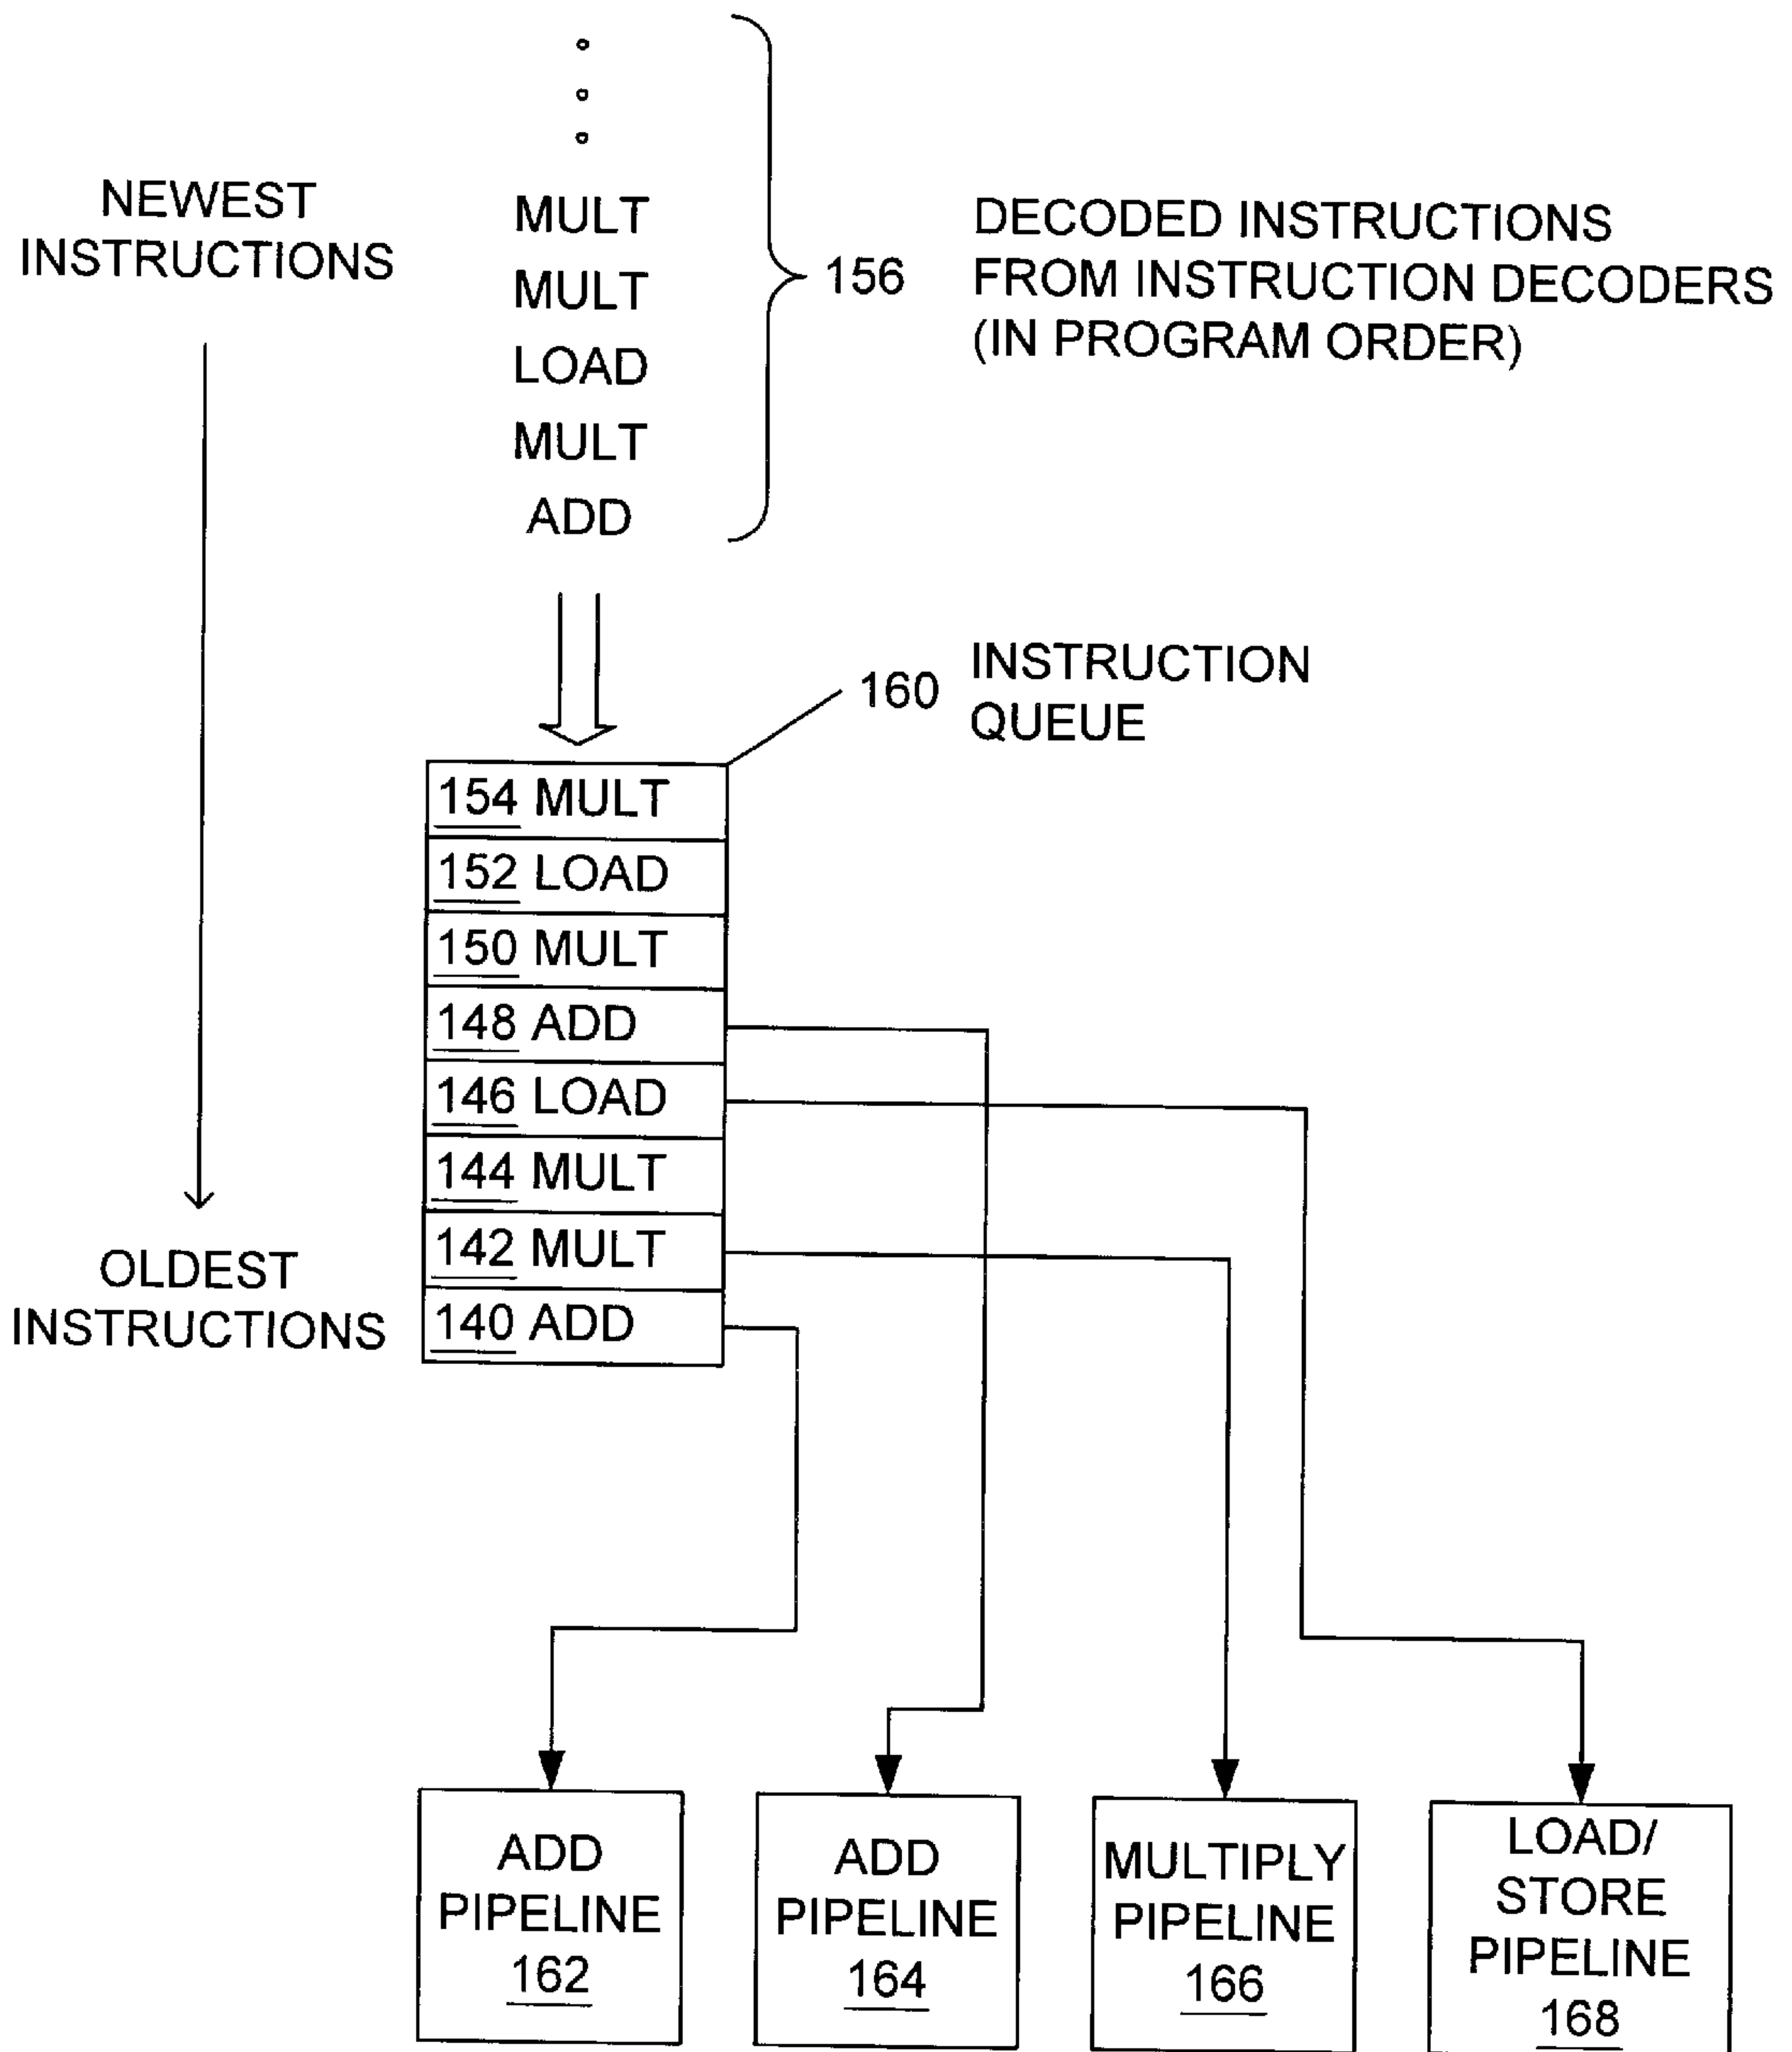 NEWEST
INSTRUCTIONS
MULT
MULT
LOAD
MULT
ADD
156
DECODED INSTRUCTIONS
FROM INSTRUCTION DECODERS
(IN PROGRAM ORDER)
160
INSTRUCTION
QUEUE
154 MULT
152 LOAD
150 MULT
148 ADD
146 LOAD
144 MULT
142 MULT
140 ADD
OLDEST
INSTRUCTIONS
ADD
PIPELINE
162
ADD
PIPELINE
164
MULTIPLY
PIPELINE
166
LOAD/
STORE
PIPELINE
168